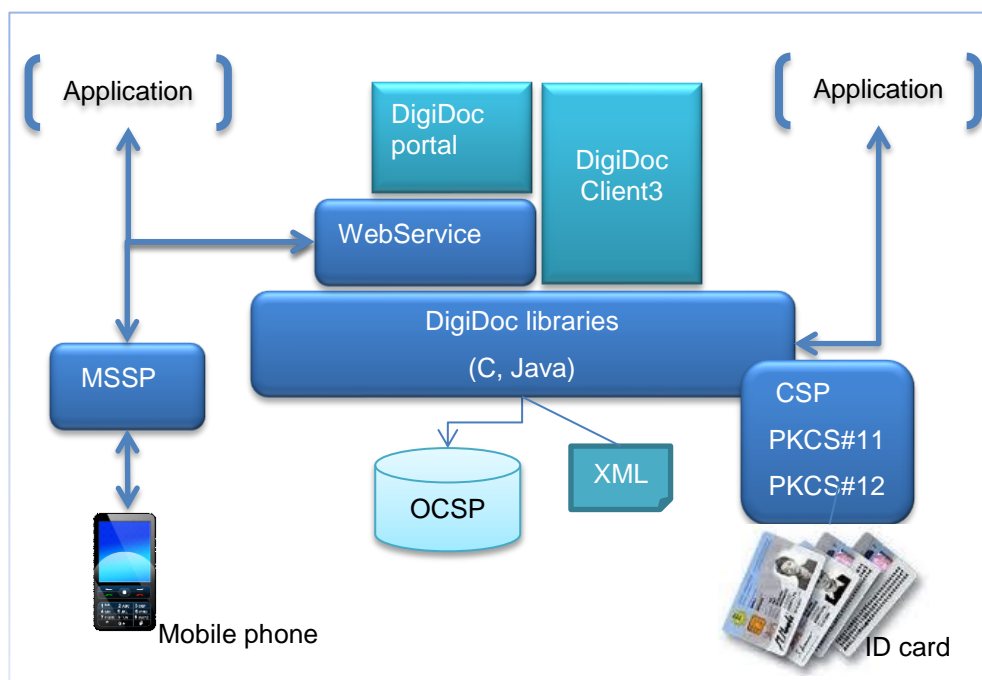 Application
DigiDoc
portal
DigiDoc
Client3
Application
WebService
DigiDoc libraries
(C, Java)
MSSP
CSP
PKCS#11
PKCS#12
OCSP
XML
Mobile phone
ID card